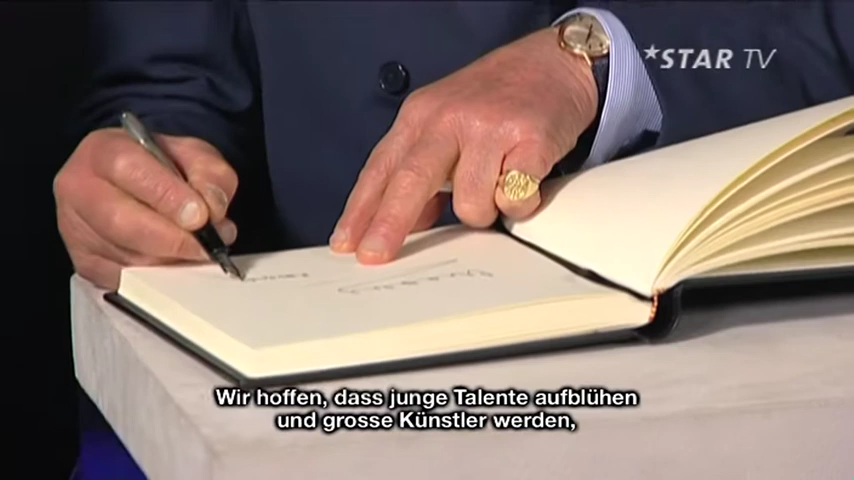 *STAR TV
Wir hoffen, dass junge Talente aufblühen
und grosse Künstler werden,